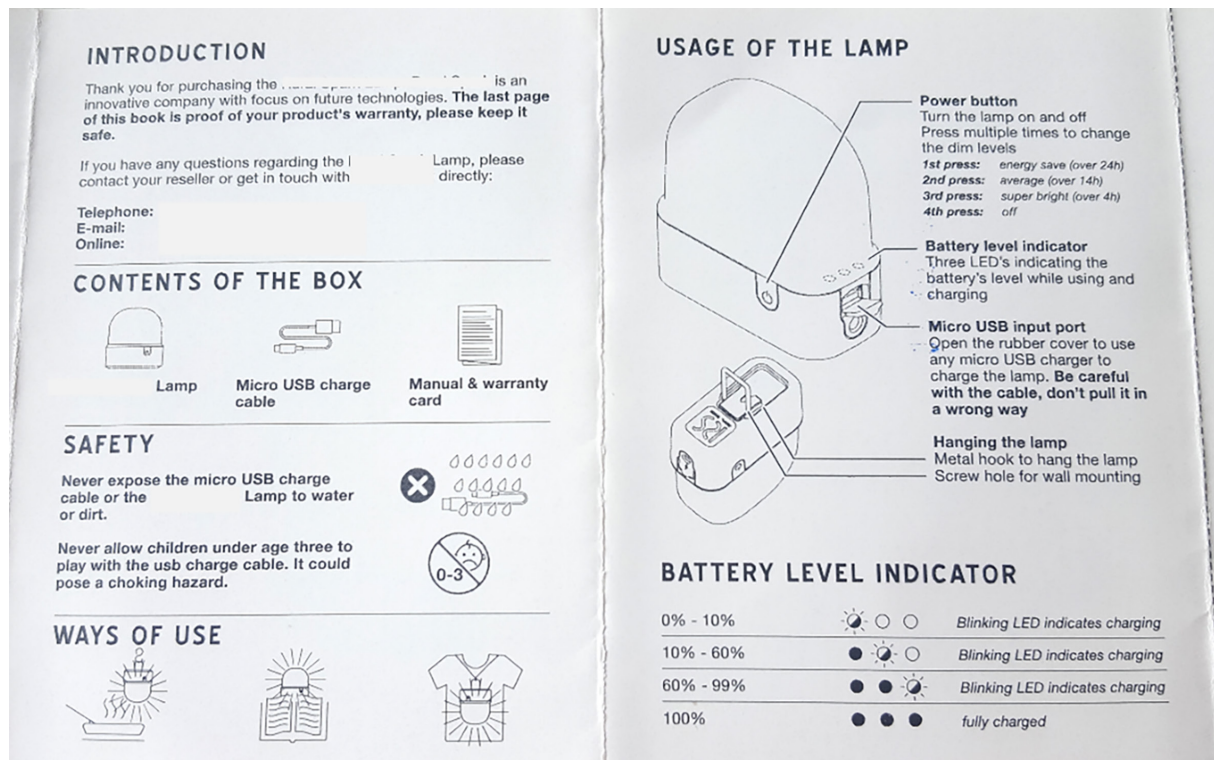 INTRODUCTION
Thank you for purchasing the is an
innovative company with focus on future technologies. The last page
of this book is proof of your product's warranty, please keep it
safe.
If you have any questions regarding the Lamp, please
contact your reseller or get in touch with directly:
Telephone:
E-mail:
Online:
CONTENTS OF THE BOX
Lamp
Micro USB charge
cable
Manual & warranty
card
SAFETY
Never expose the micro USB charge
cable or the Lamp to water
or dirt.
Never allow children under age three to
play with the usb charge cable. It could
pose a choking hazard.
0-3
WAYS OF USE
USAGE OF THE LAMP
Power button
Turn the lamp on and off
Press multiple times to change
the dim levels
1st press: energy save (over 24h)
2nd press: average (over 14h)
3rd press: super bright (over 4h)
4th press: off
Battery level indicator
Three LED's indicating the
battery's level while using and
charging
Micro USB input port
Open the rubber cover to use
any micro USB charger to
charge the lamp. Be careful
with the cable, don't pull it in
a wrong way
Hanging the lamp
Metal hook to hang the lamp
Screw hole for wall mounting
BATTERY LEVEL INDICATOR
0% - 10% Blinking LED indicates charging
10% - 60% Blinking LED indicates charging
60% - 99% Blinking LED indicates charging
100% fully charged